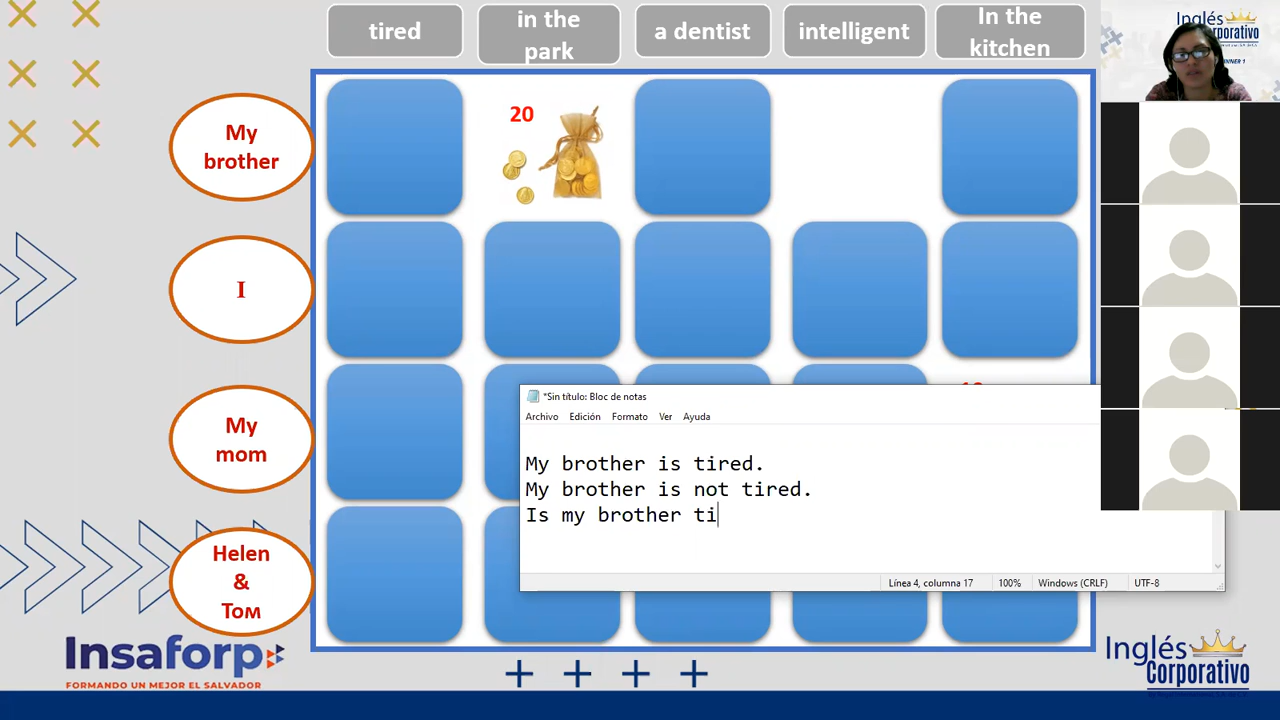 tired
in the
park
a dentist
intelligent
In the
kitchen
Inglés
Corporativo
My
brother
20
I
My
mom
*Sin título: Bloc de notas
Archivo Edición Formato Ver Ayuda
My brother is tired.
My brother is not tired.
Is my brother ti
Línea 4, columna 17 100% Windows (CRLF) UTF-8
Helen
&
Tom
Insaforp
FORMANDO UN MEJOR EL SALVADOR
Inglés
Corporativo